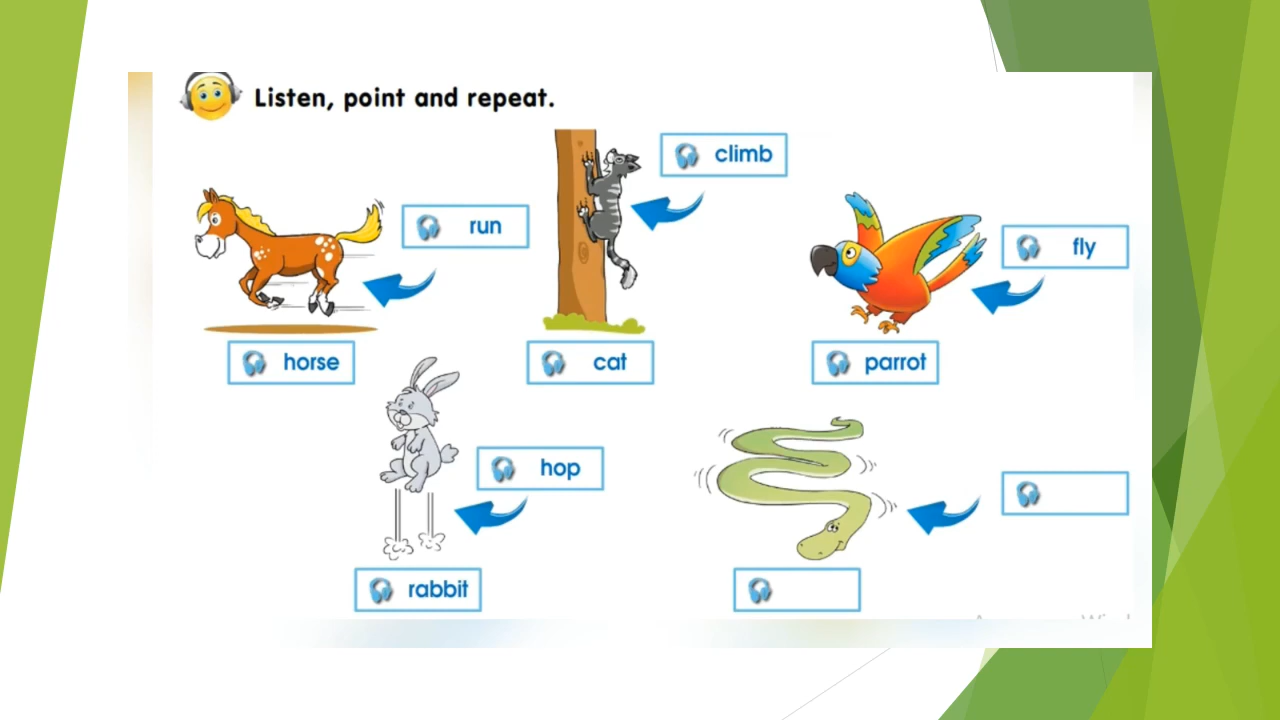 Listen, point and repeat.
climb
run
fly
horse
cat
parrot
hop
rabbit